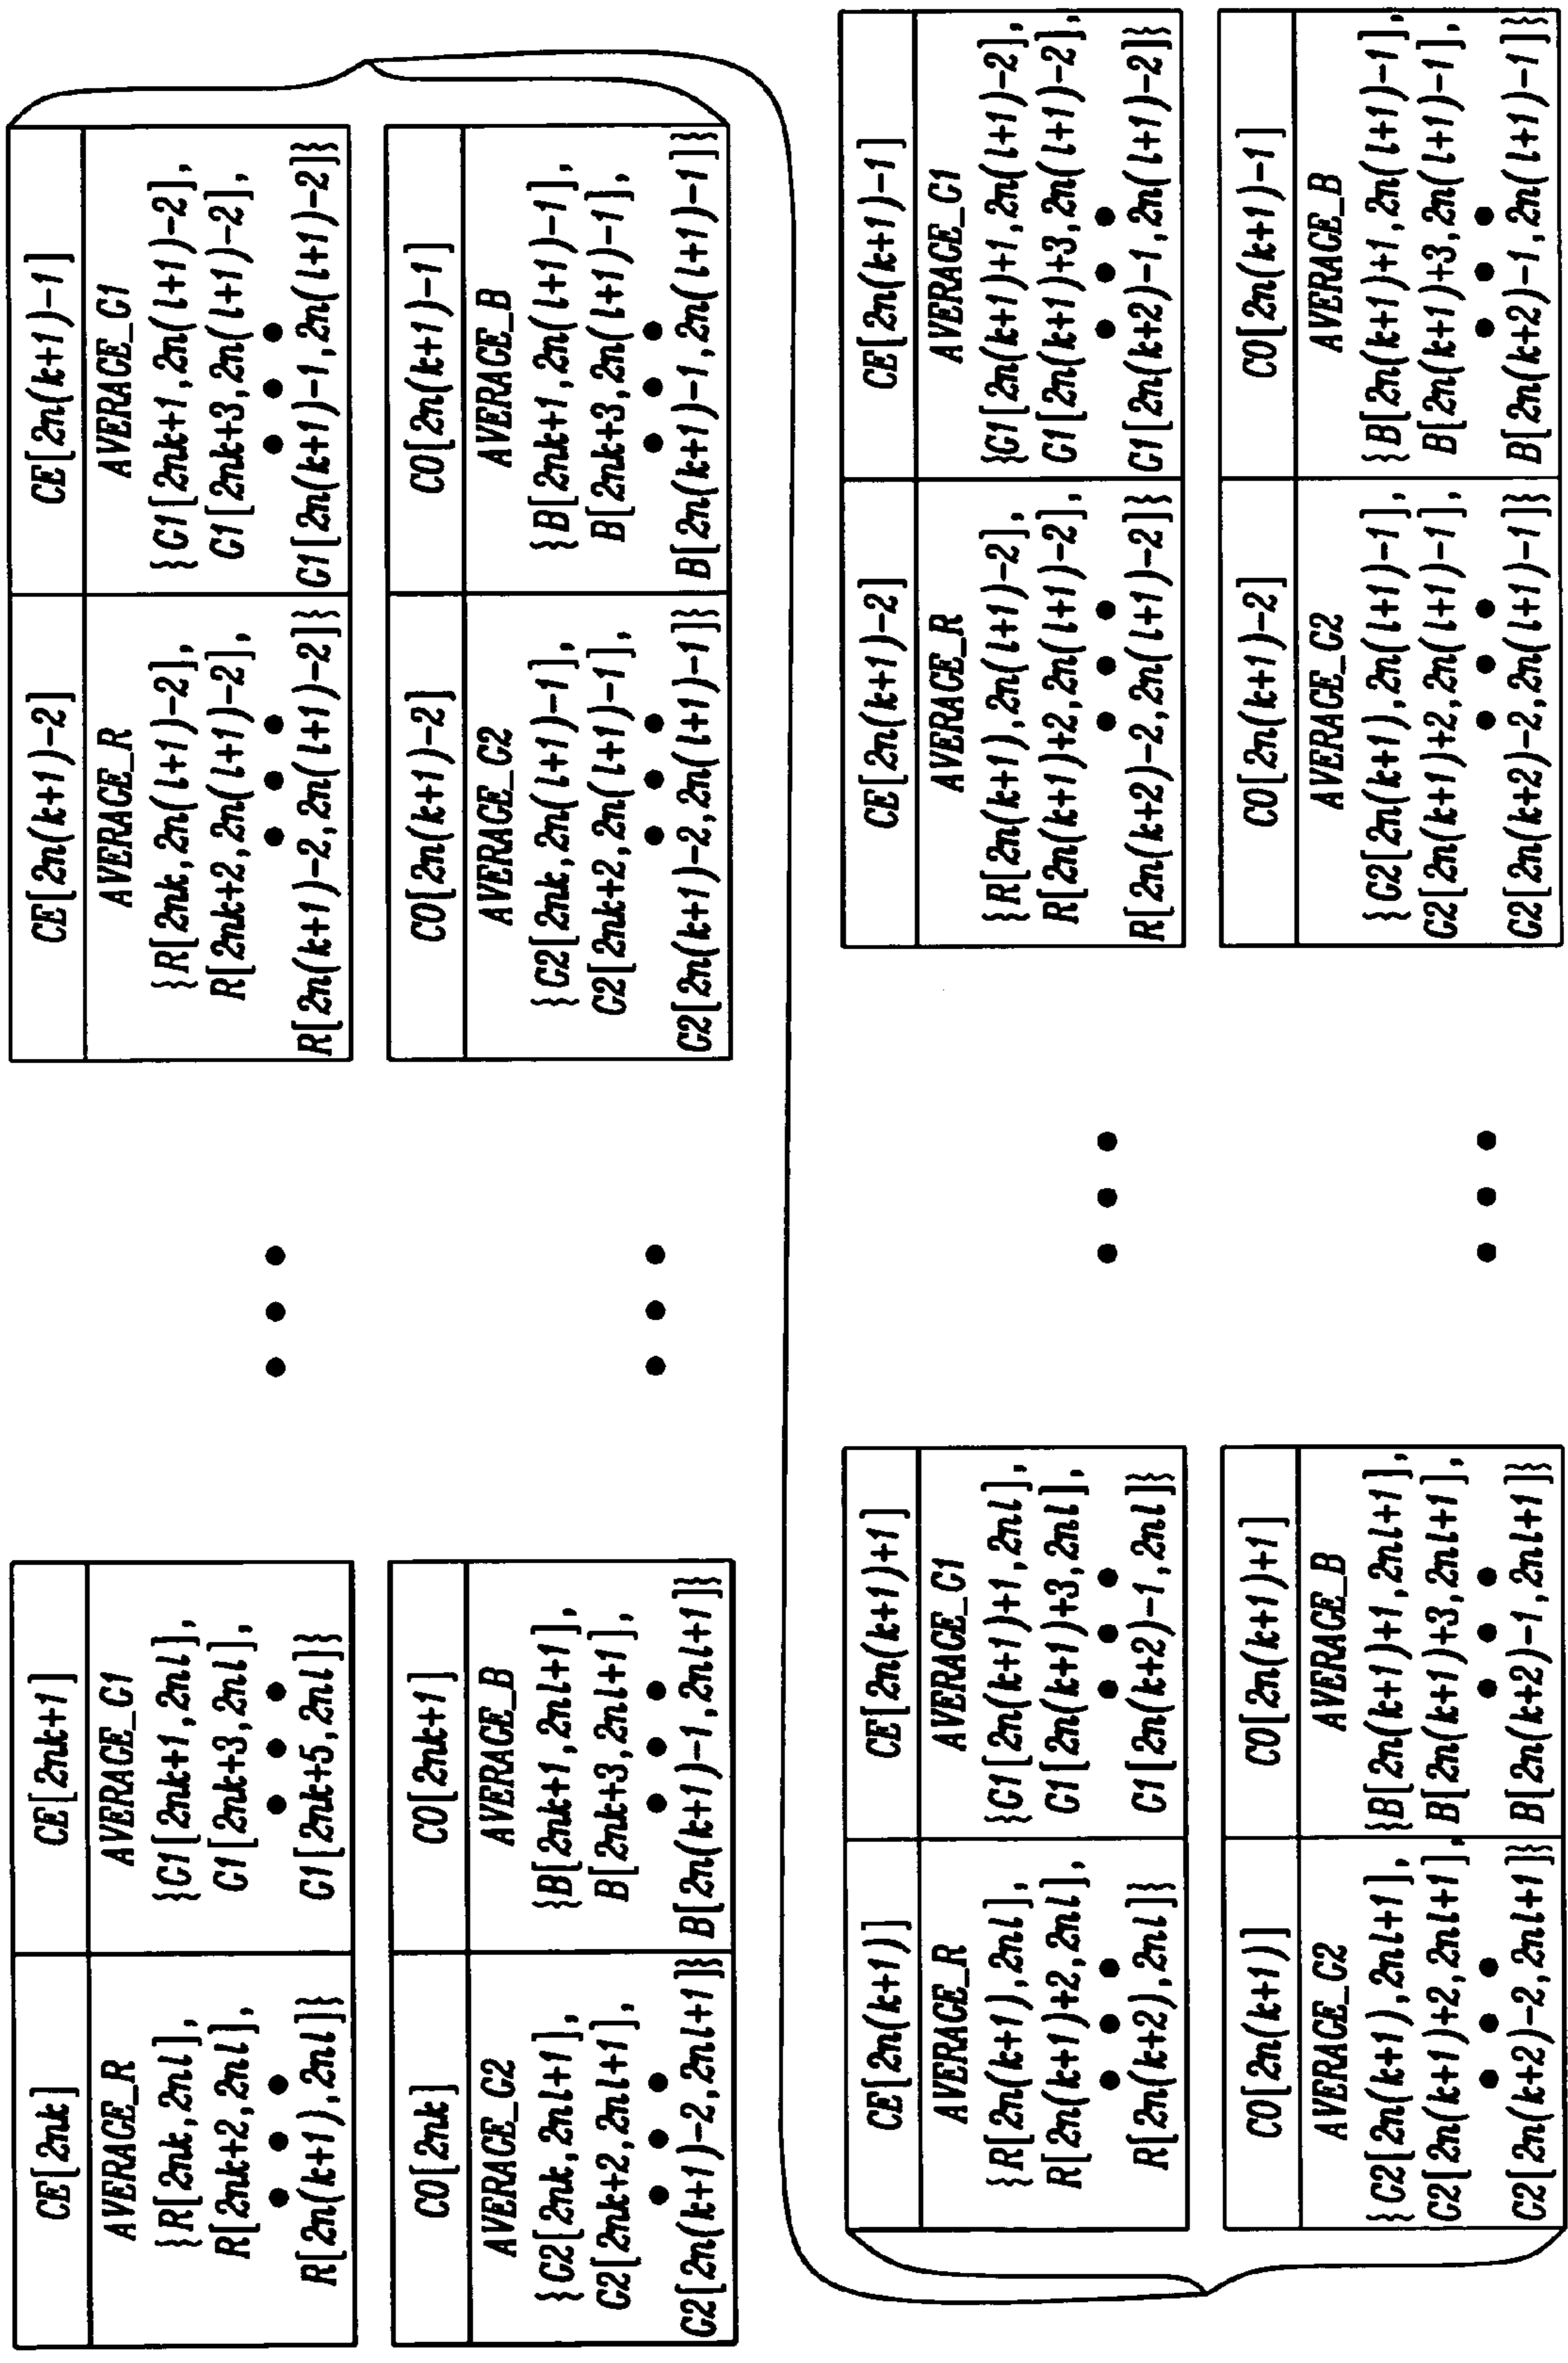 CE[2nk]
CE[2nk+1]
AVERAGE_R
{R[2nk,2nl],
R[2nk+2,2nl],
• • •
R[2n(k+1),2nl]}
AVERAGE_G1
{G1[2nk+1,2nl],
G1[2nk+3,2nl],
• • •
G1[2nk+5,2nl]}
• • •
CE[2n(k+1)-2]
CE[2n(k+1)-1]
AVERAGE_R
{R[2nk,2n(l+1)-2],
R[2nk+2,2n(l+1)-2],
• • •
R[2n(k+1)-2,2n(l+1)-2]}
AVERAGE_G1
{G1[2nk+1,2n(l+1)-2],
G1[2nk+3,2n(l+1)-2],
• • •
G1[2n(k+1)-1,2n(l+1)-2]}
CO[2nk]
CO[2nk+1]
AVERAGE_G2
{G2[2nk,2nl+1],
G2[2nk+2,2nl+1],
• • •
G2[2n(k+1)-2,2nl+1]}
AVERAGE_B
{B[2nk+1,2nl+1],
B[2nk+3,2nl+1],
• • •
B[2n(k+1)-1,2nl+1]}
• • •
CO[2n(k+1)-2]
CO[2n(k+1)-1]
AVERAGE_G2
{G2[2nk,2n(l+1)-1],
G2[2nk+2,2n(l+1)-1],
• • •
G2[2n(k+1)-2,2n(l+1)-1]}
AVERAGE_B
{B[2nk+1,2n(l+1)-1],
B[2nk+3,2n(l+1)-1],
• • •
B[2n(k+1)-1,2n(l+1)-1]}
CE[2n(k+1)]
CE[2n(k+1)+1]
AVERAGE_R
{R[2n(k+1),2nl],
R[2n(k+1)+2,2nl],
• • •
R[2n(k+2),2nl]}
AVERAGE_G1
{G1[2n(k+1)+1,2nl],
G1[2n(k+1)+3,2nl],
• • •
G1[2n(k+2)-1,2nl]}
• • •
CE[2n(k+1)-2]
CE[2n(k+1)-1]
AVERAGE_R
{R[2n(k+1),2n(l+1)-2],
R[2n(k+1)+2,2n(l+1)-2],
• • •
R[2n(k+2)-2,2n(l+1)-2]}
AVERAGE_G1
{G1[2n(k+1)+1,2n(l+1)-2],
G1[2n(k+1)+3,2n(l+1)-2],
• • •
G1[2n(k+2)-1,2n(l+1)-2]}
CO[2n(k+1)]
CO[2n(k+1)+1]
AVERAGE_G2
{G2[2n(k+1),2nl+1],
G2[2n(k+1)+2,2nl+1],
• • •
G2[2n(k+2)-2,2nl+1]}
AVERAGE_B
{B[2n(k+1)+1,2nl+1],
B[2n(k+1)+3,2nl+1],
• • •
B[2n(k+2)-1,2nl+1]}
• • •
CO[2n(k+1)-2]
CO[2n(k+1)-1]
AVERAGE_G2
{G2[2n(k+1),2n(l+1)-1],
G2[2n(k+1)+2,2n(l+1)-1],
• • •
G2[2n(k+2)-2,2n(l+1)-1]}
AVERAGE_B
{B[2n(k+1)+1,2n(l+1)-1],
B[2n(k+1)+3,2n(l+1)-1],
• • •
B[2n(k+2)-1,2n(l+1)-1]}